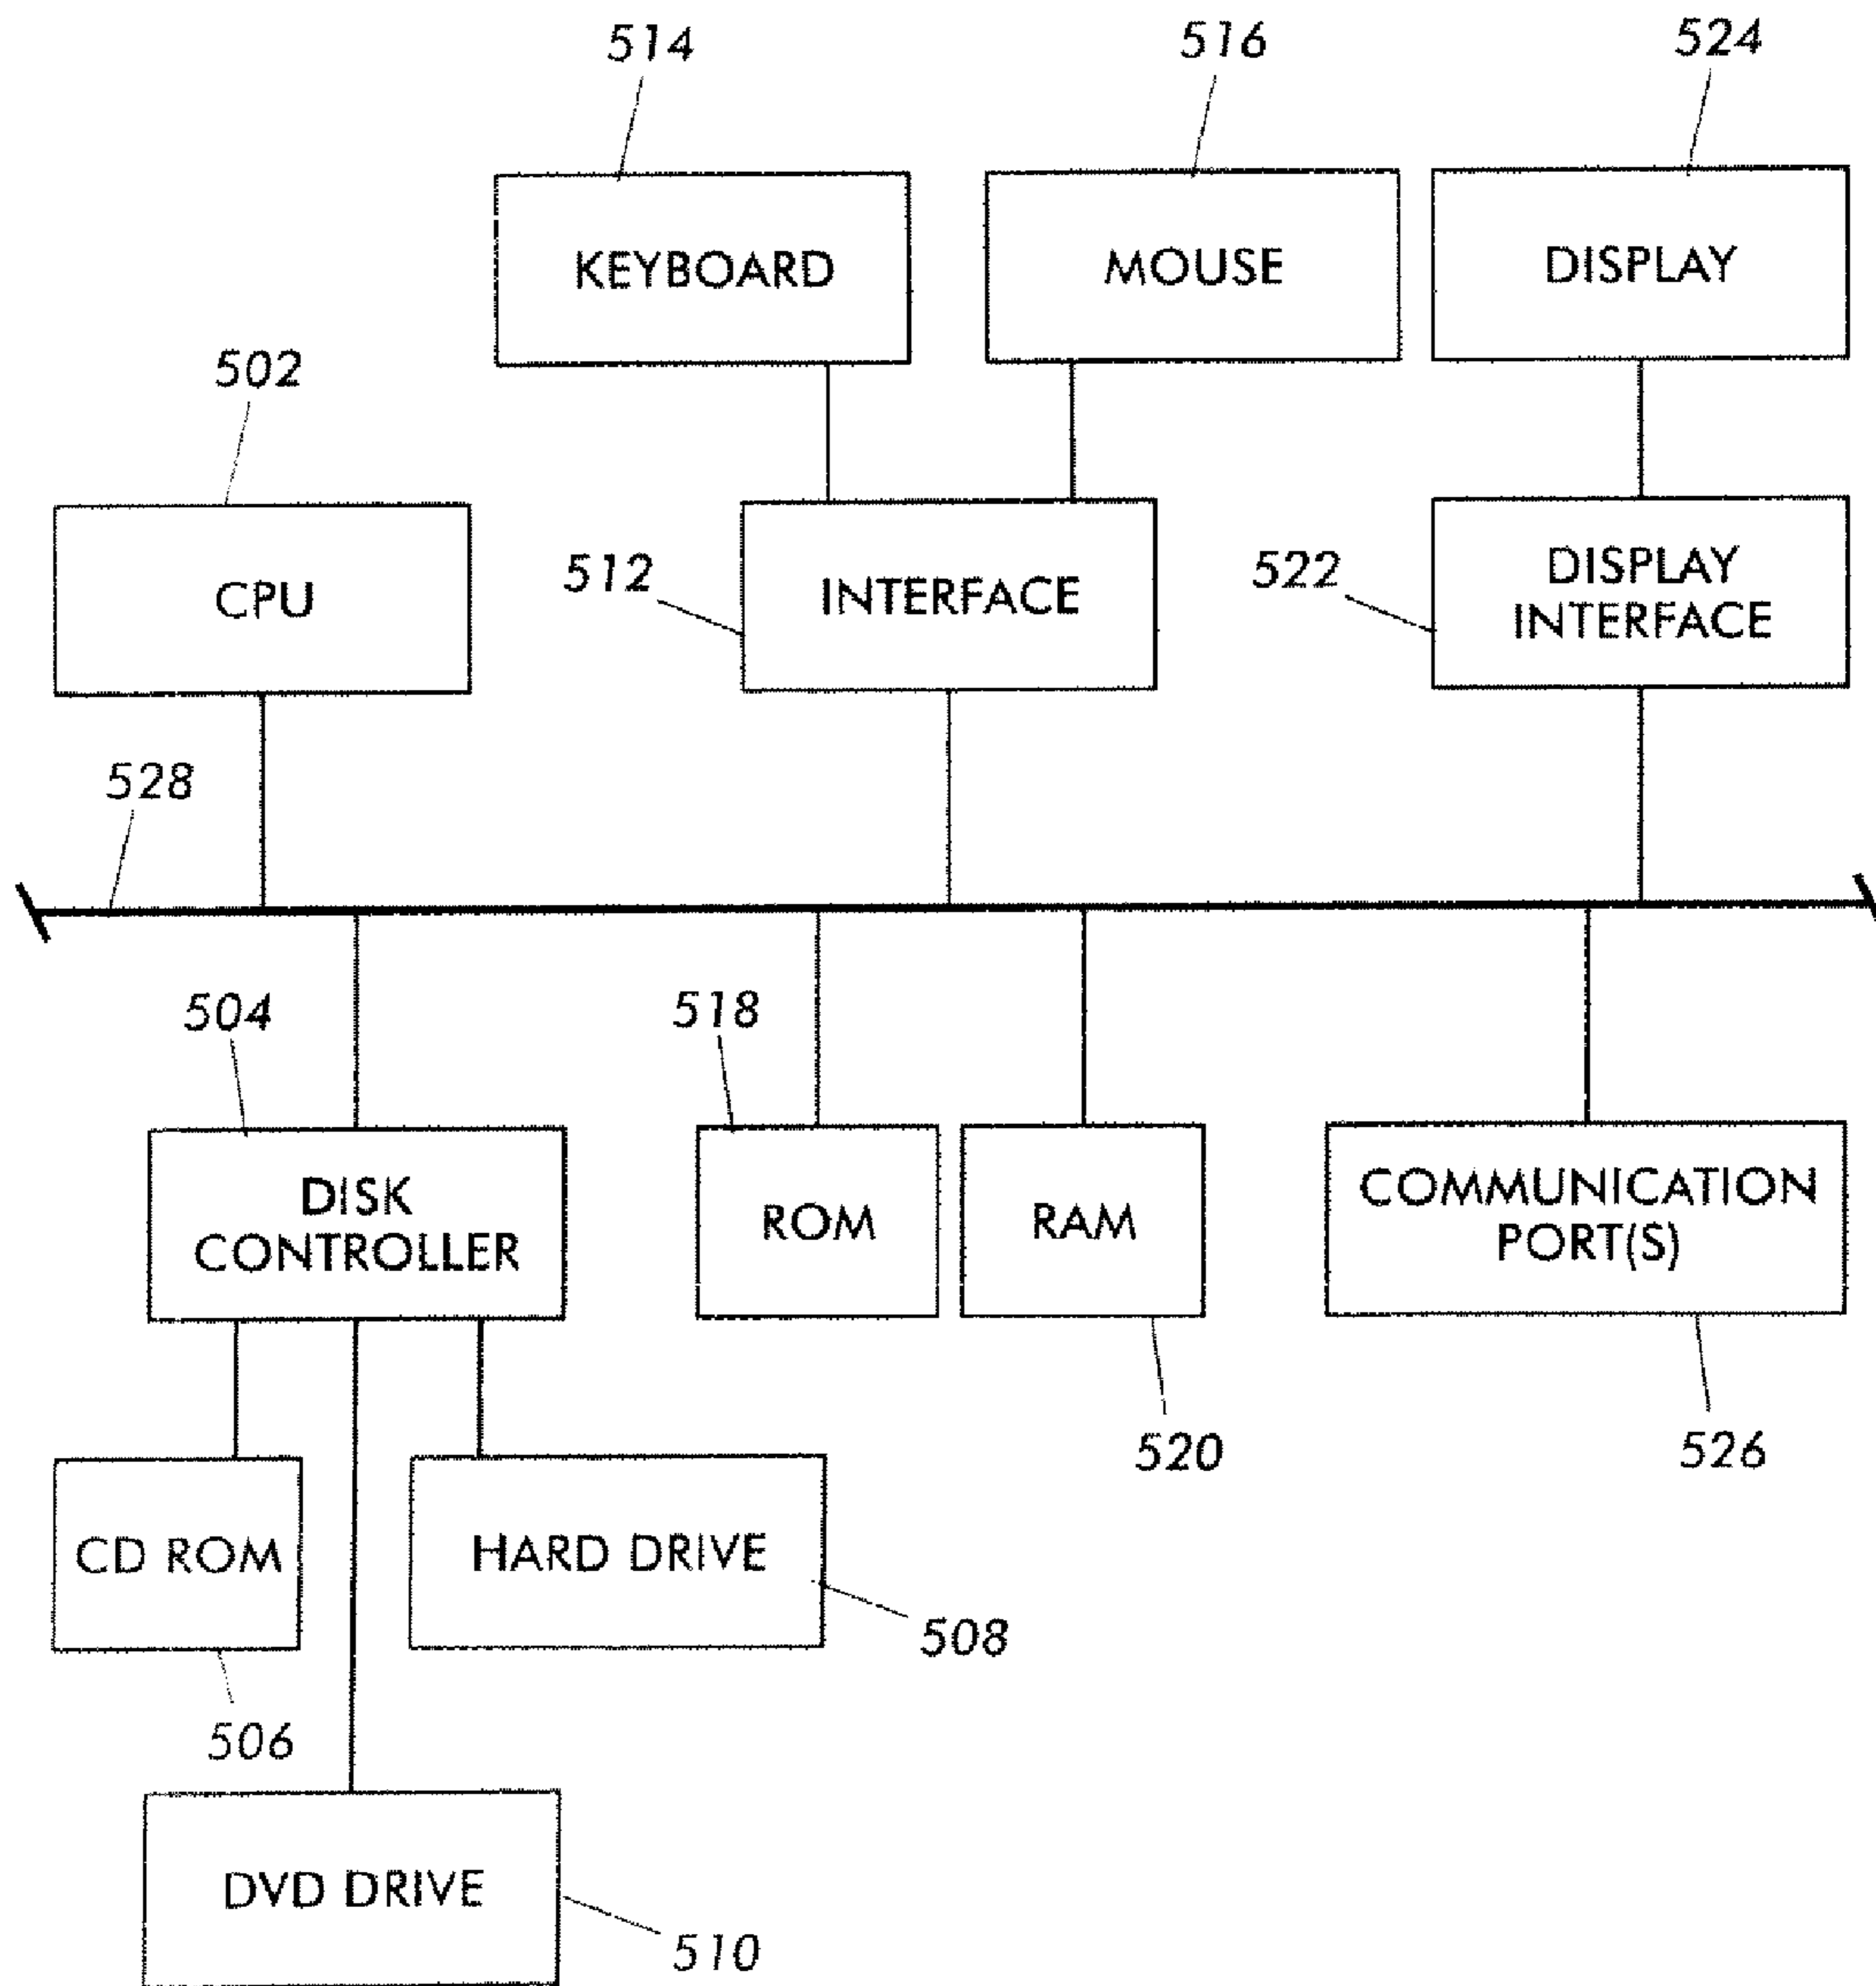 514
516
524
KEYBOARD
MOUSE
DISPLAY
502
CPU
512
INTERFACE
522
DISPLAY
INTERFACE
528
504
518
DISK
CONTROLLER
ROM
RAM
COMMUNICATION
PORT(S)
520
526
CD ROM
HARD DRIVE
508
506
DVD DRIVE
510